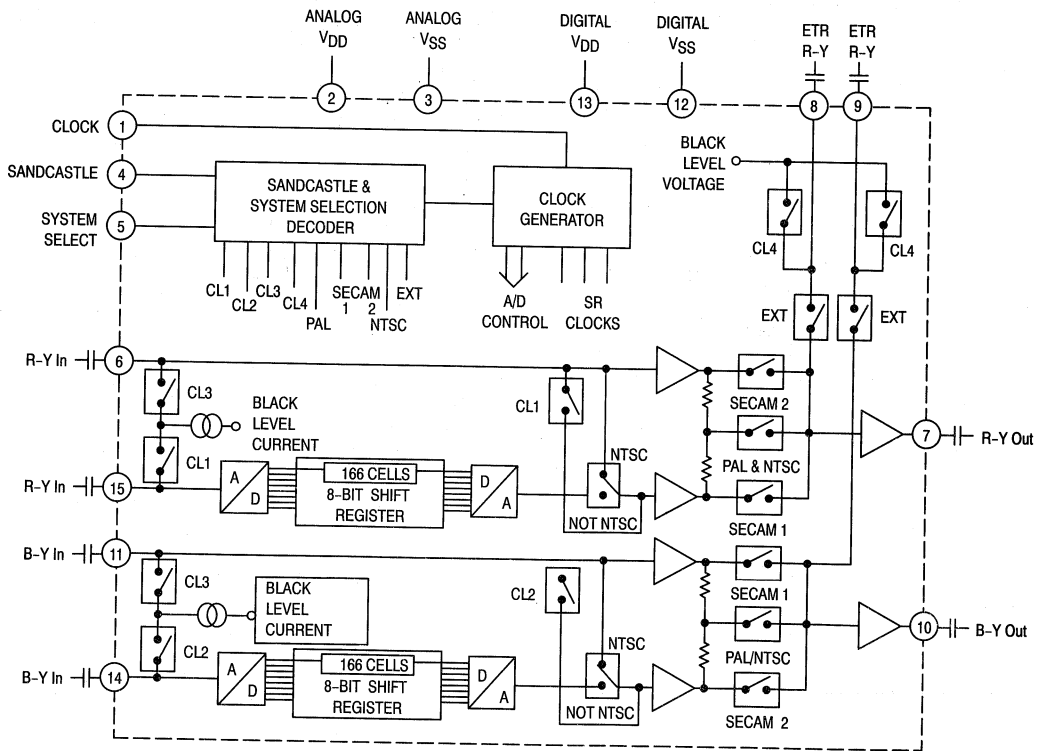 ANALOG
VDD
ANALOG
VSS
DIGITAL
VDD
DIGITAL
VSS
ETR
R-Y
ETR
R-Y
2
3
13
12
8
9
CLOCK
1
SANDCASTLE
4
SYSTEM
SELECT
5
SANDCASTLE &
SYSTEM SELECTION
DECODER
CLOCK
GENERATOR
BLACK
LEVEL
VOLTAGE
CL4
CL4
CL1
CL2
CL3
CL4
PAL
SECAM
1
2
NTSC
EXT
A/D
CONTROL
SR
CLOCKS
EXT
EXT
R-Y In
6
CL3
BLACK
LEVEL
CURRENT
CL1
CL1
SECAM 2
7
R-Y Out
PAL & NTSC
R-Y In
15
A
D
166 CELLS
8-BIT SHIFT
REGISTER
D
A
NTSC
NOT NTSC
SECAM 1
B-Y In
11
CL3
BLACK
LEVEL
CURRENT
CL2
CL2
SECAM 1
10
B-Y Out
PAL/NTSC
B-Y In
14
A
D
166 CELLS
8-BIT SHIFT
REGISTER
D
A
NTSC
NOT NTSC
SECAM 2